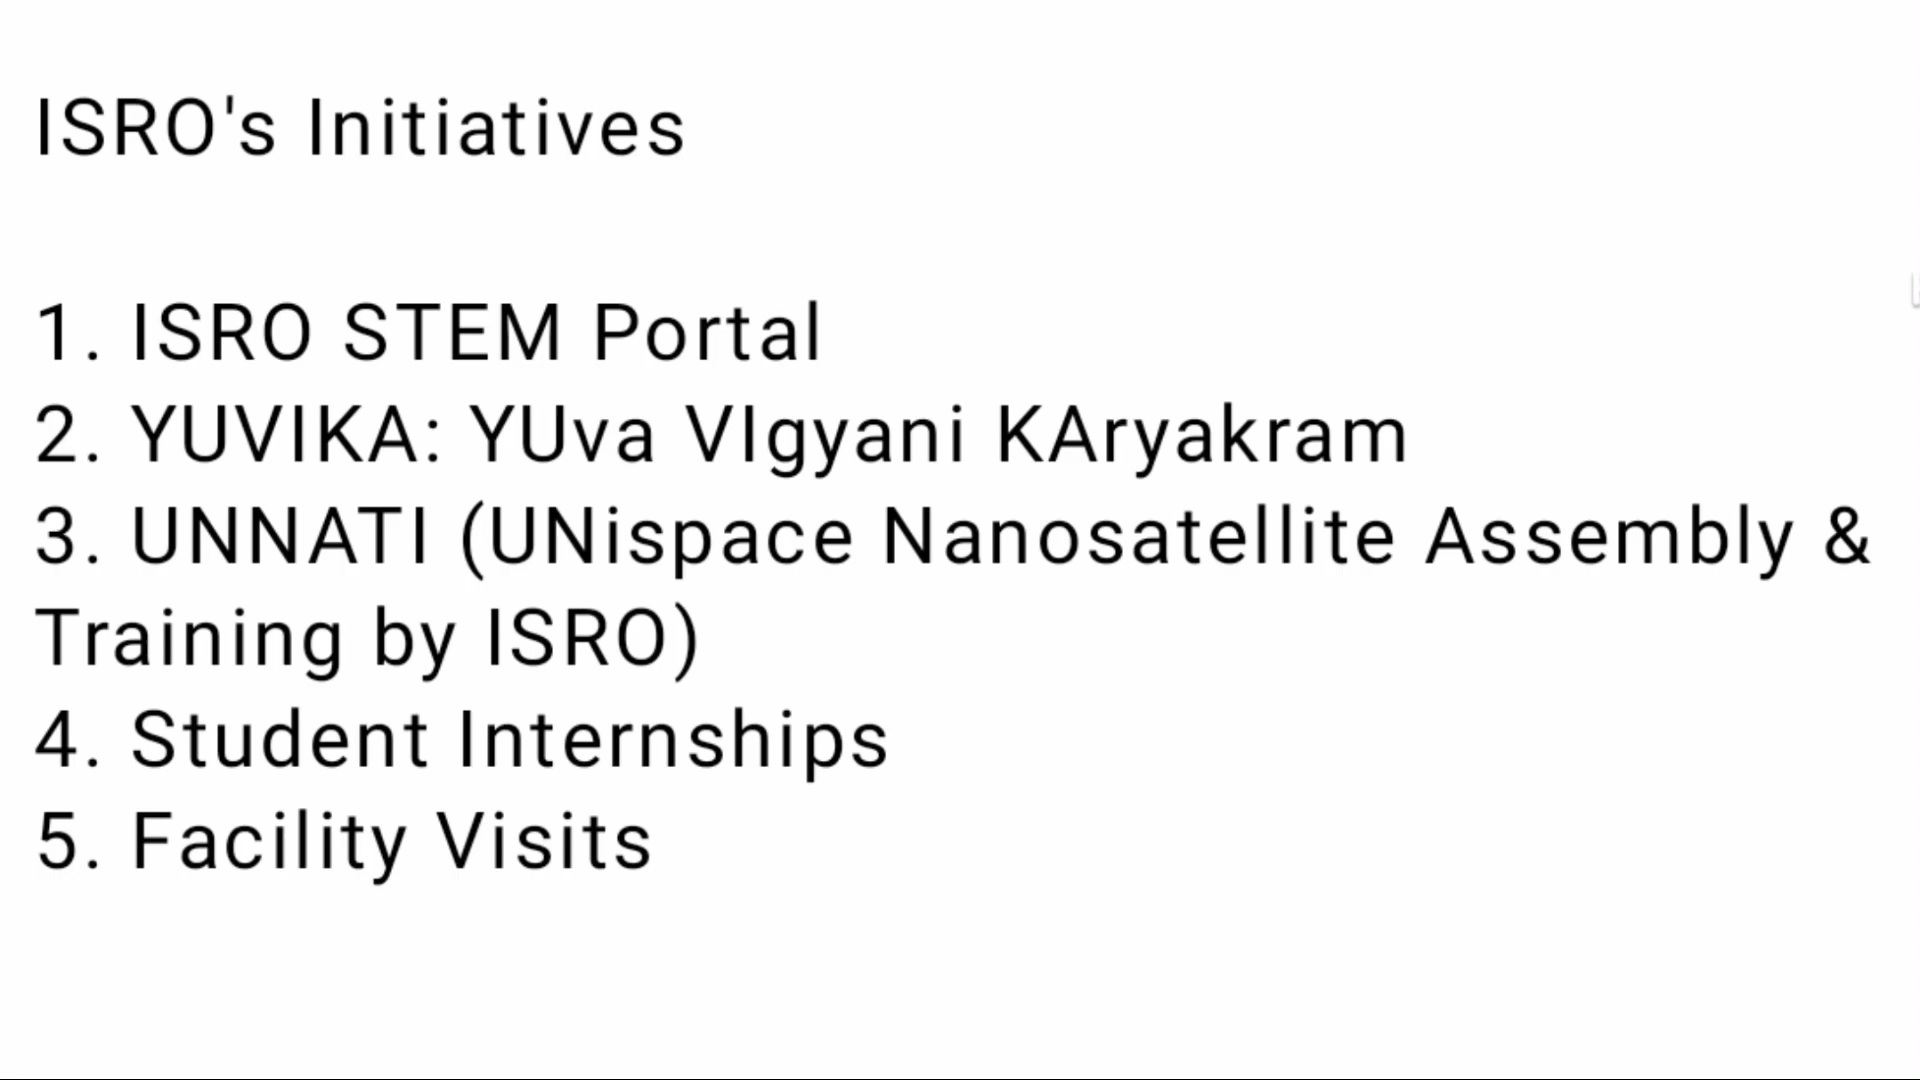 ISRO's Initiatives
1. ISRO STEM Portal
2. YUVIKA: YUva VIgyani KAryakram
3. UNNATI (UNispace Nanosatellite Assembly &
Training by ISRO)
4. Student Internships
5. Facility Visits